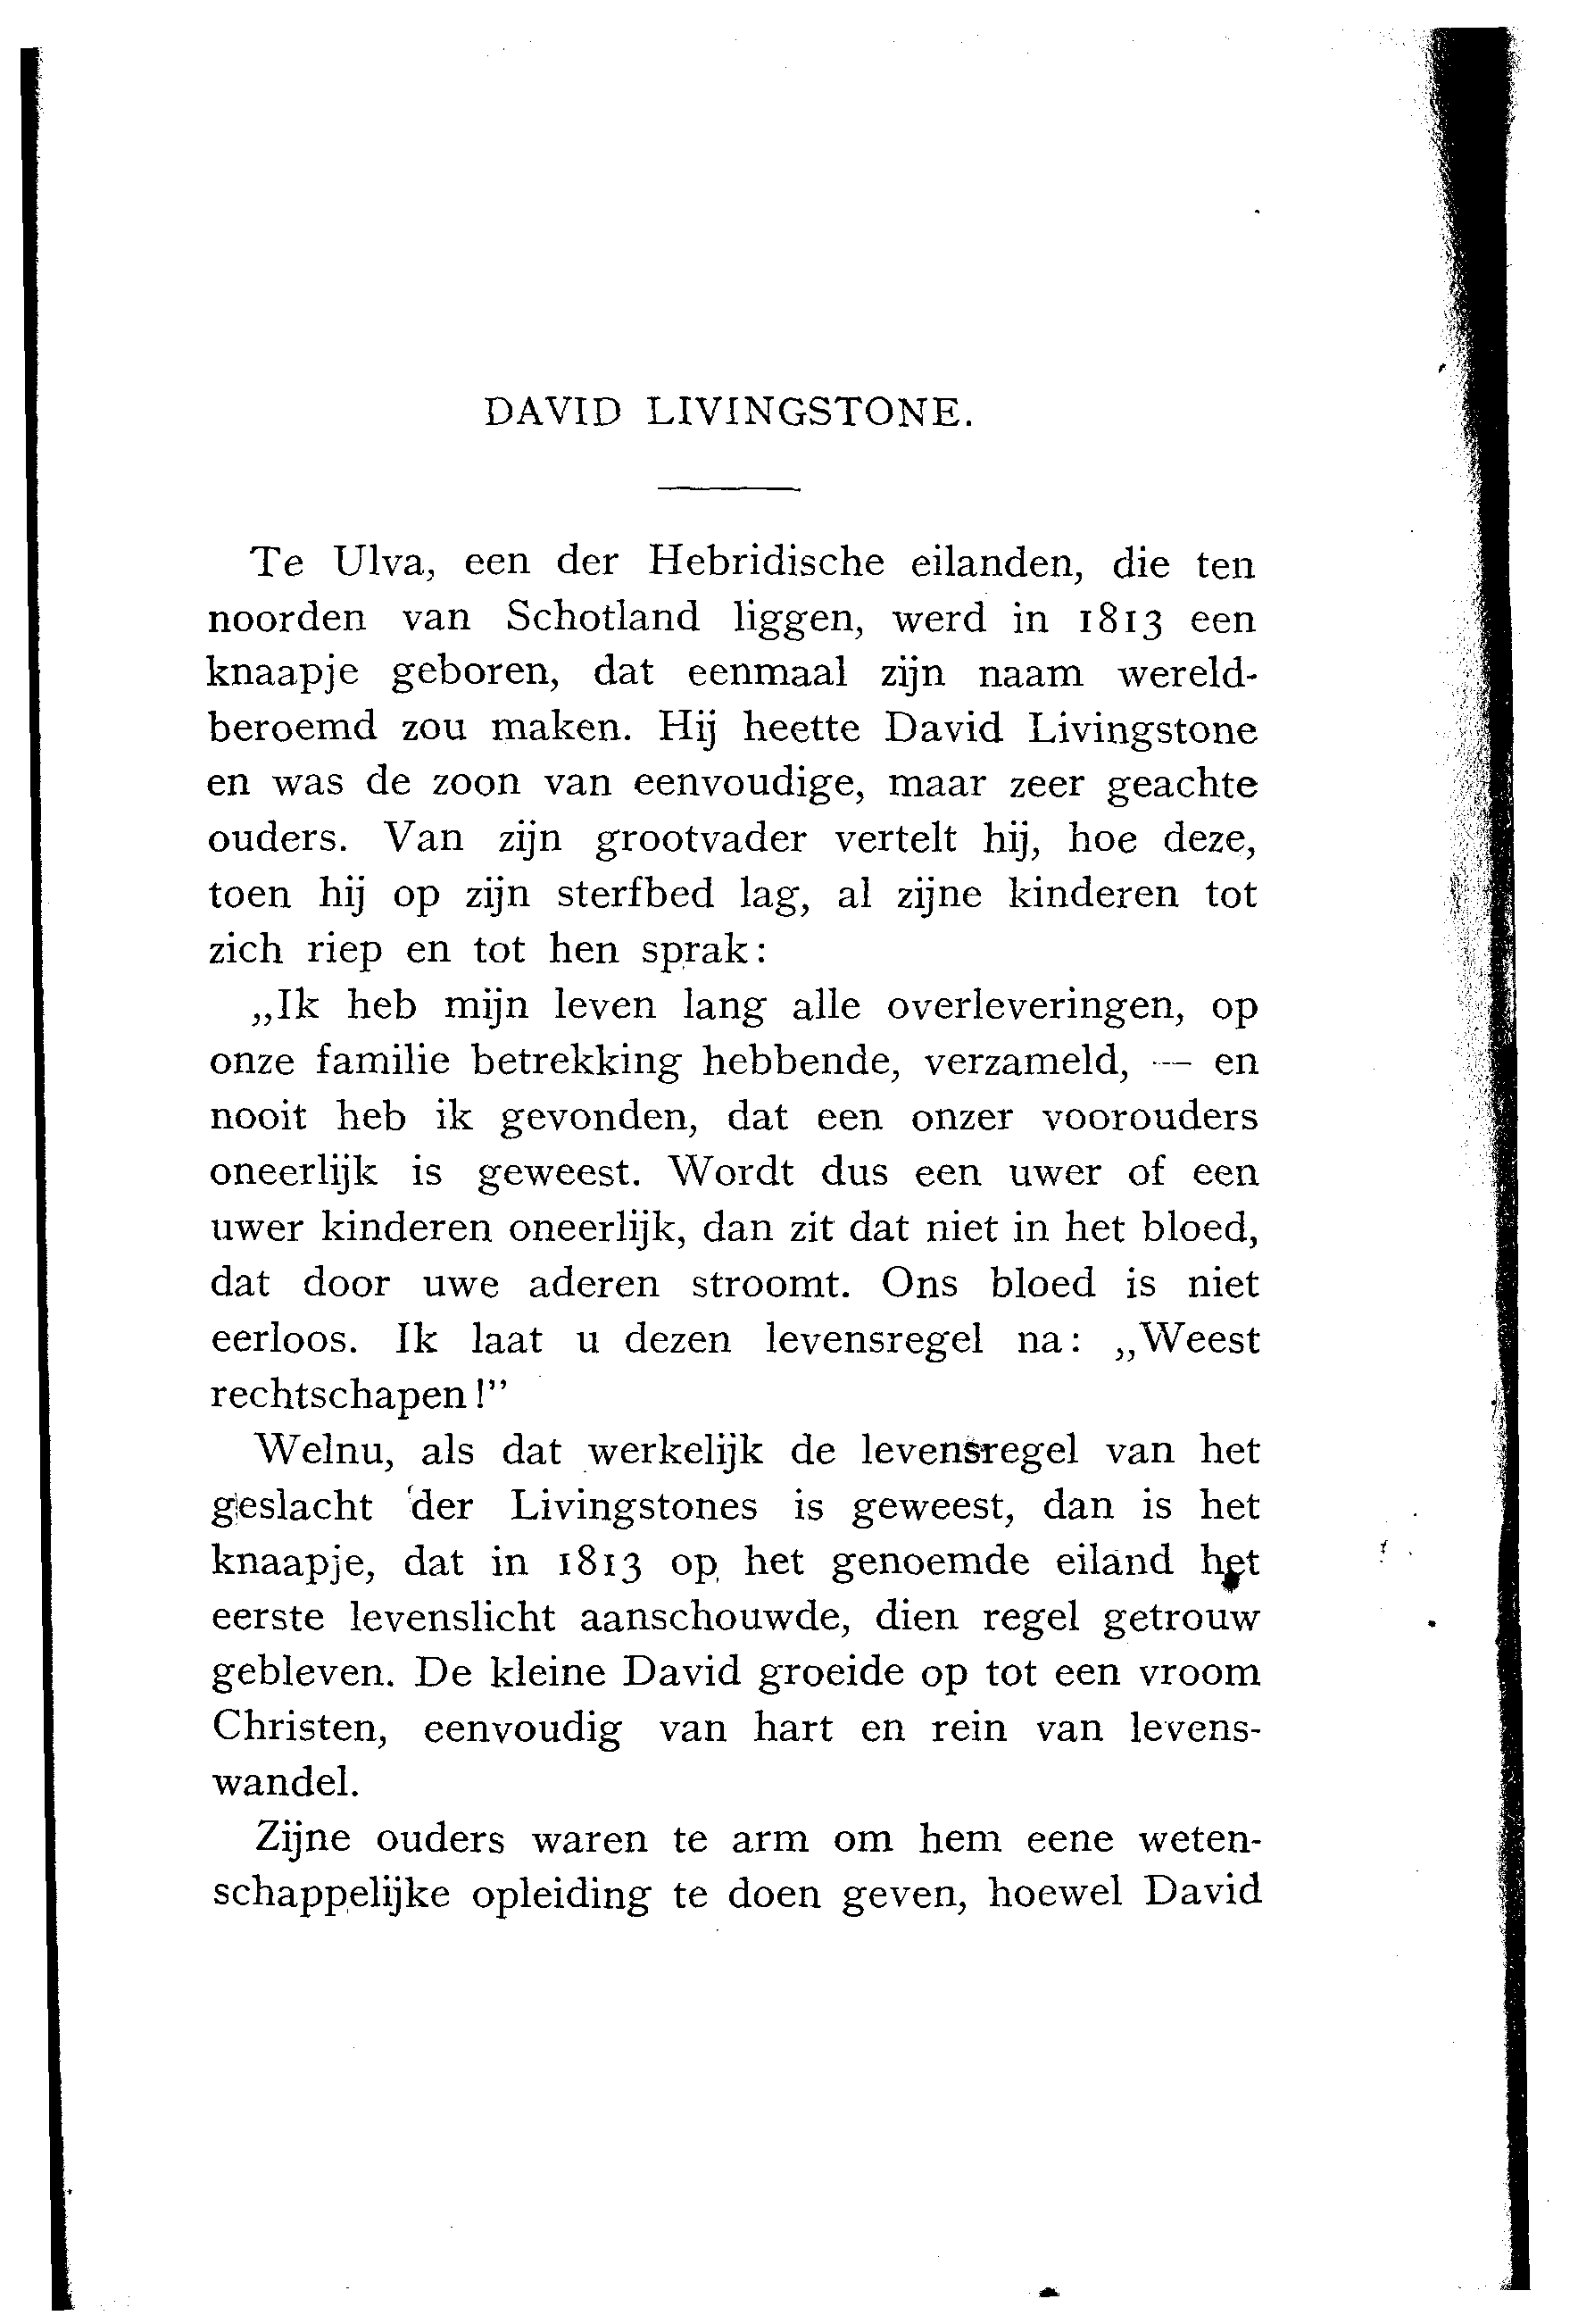 DAVID LIVINGSTONE.
Te Ulva, een der Hebridische eilanden, die ten
noorden van Schotland liggen, werd in 1813 een
knaapje geboren, dat eenmaal zijn naam wereld-
beroemd zou maken. Hij heette David Livingstone
en was de zoon van eenvoudige, maar zeer geachte
ouders. Van zijn grootvader vertelt hij, hoe deze,
toen hij op zijn sterfbed lag, al zijne kinderen tot
zich riep en tot hen sprak:
„Ik heb mijn leven lang alle overleveringen, op
onze familie betrekking hebbende, verzameld, — en
nooit heb ik gevonden, dat een onzer voorouders
oneerlijk is geweest. Wordt dus een uwer of een
uwer kinderen oneerlijk, dan zit dat niet in het bloed,
dat door uwe aderen stroomt. Ons bloed is niet
eerloos. Ik laat u dezen levensregel na: „Weest
rechtschapen!”
Welnu, als dat werkelijk de levensregel van het
geslacht der Livingstones is geweest, dan is het
knaapje, dat in 1813 op het genoemde eiland het
eerste levenslicht aanschouwde, dien regel getrouw
gebleven. De kleine David groeide op tot een vroom
Christen, eenvoudig van hart en rein van levens-
wandel.
Zijne ouders waren te arm om hem eene weten-
schappelijke opleiding te doen geven, hoewel David